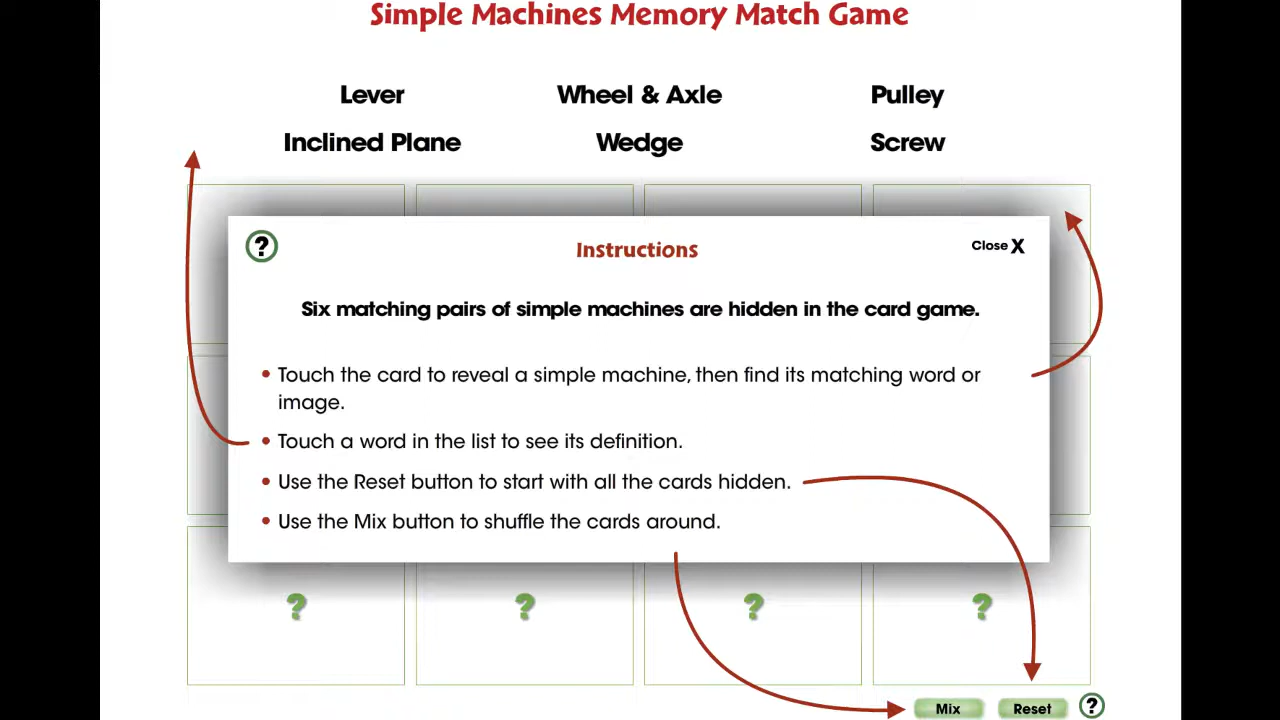 Simple Machines Memory Match Game
Lever Wheel & Axle Pulley
Inclined Plane Wedge Screw
? Instructions Close X
Six matching pairs of simple machines are hidden in the card game.
• Touch the card to reveal a simple machine, then find its matching word or
image.
• Touch a word in the list to see its definition.
• Use the Reset button to start with all the cards hidden.
• Use the Mix button to shuffle the cards around.
? ? ? ?
Mix Reset ?